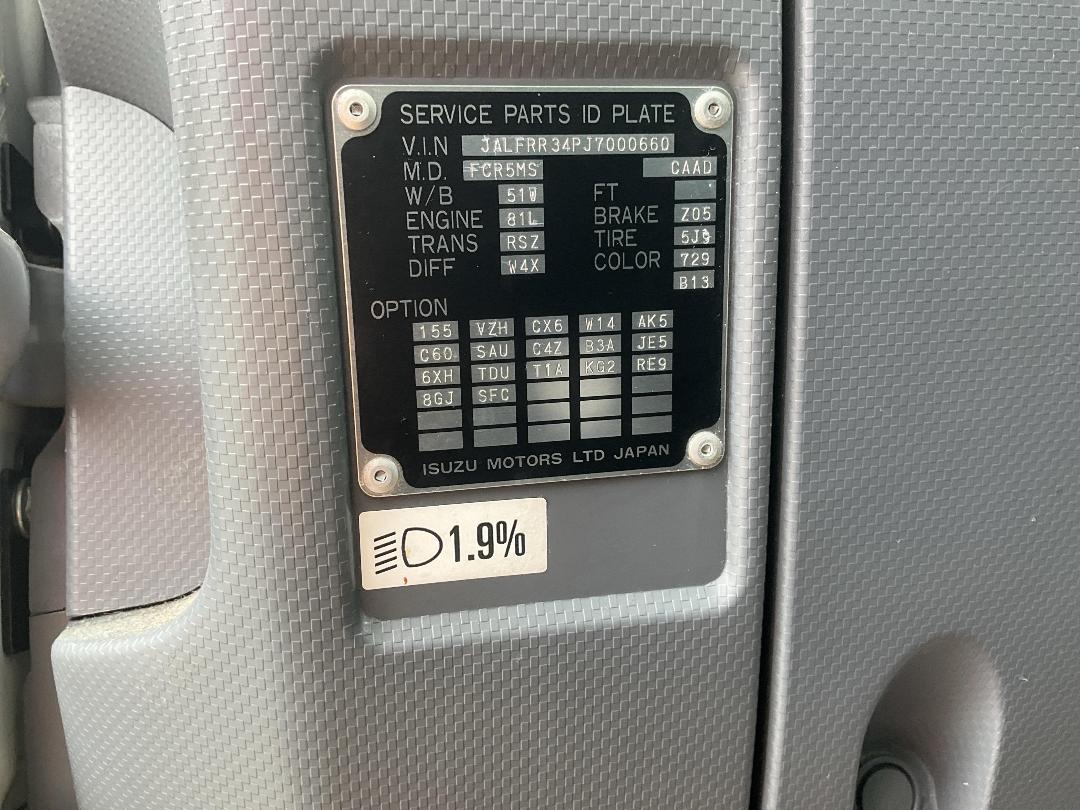 SERVICE PARTS ID PLATE
V.I.N JALFRR34PJ7000660
M.D. FCR5MS CAAD
W/B 51W FT
ENGINE 81L BRAKE Z05
TRANS RSZ TIRE 5J9
DIFF W4X COLOR 729
B13
OPTION
155 VZH CX6 W14 AK5
C60 SAU C4Z B3A JE5
6XH TDU T1A KG2 RE9
8GJ SFC
ISUZU MOTORS LTD JAPAN
1.9%